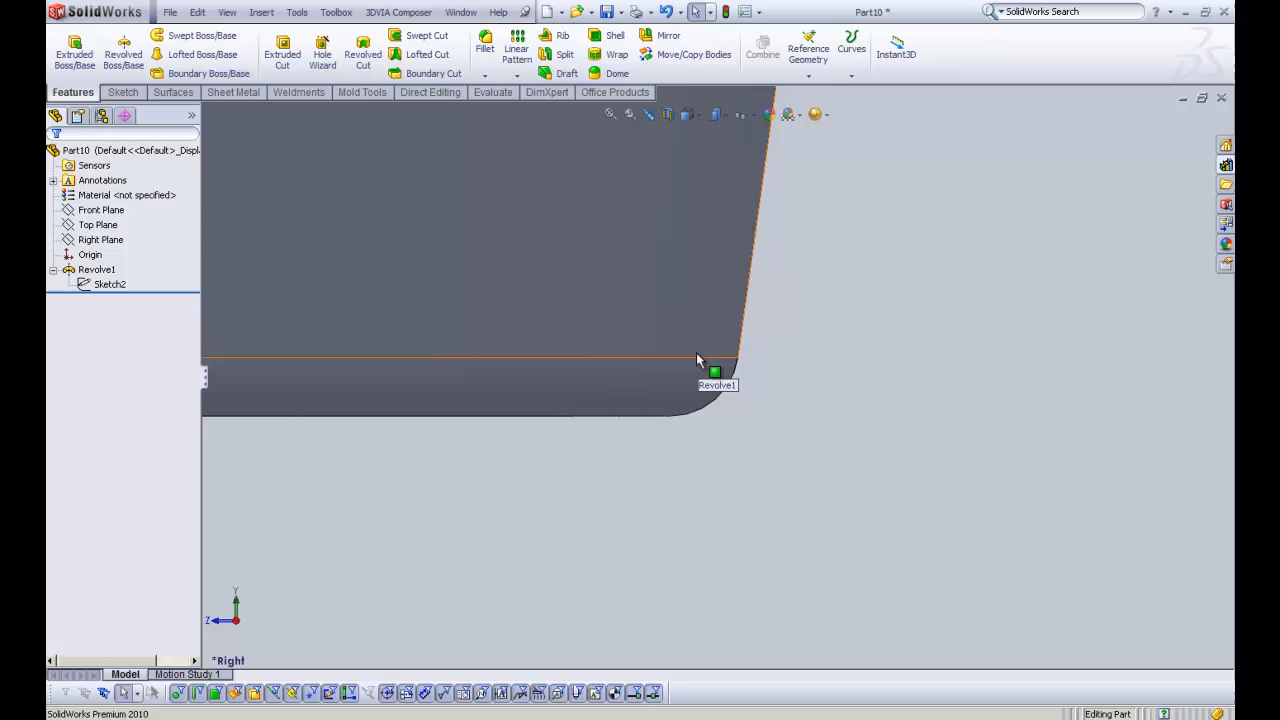 SolidWorks File Edit View Insert Tools Toolbox 3DVIA Composer Window Help Part10 * SolidWorks Search ?
Extruded Boss/Base
Revolved Boss/Base
Swept Boss/Base
Lofted Boss/Base
Boundary Boss/Base
Extruded Cut
Hole Wizard
Revolved Cut
Swept Cut
Lofted Cut
Boundary Cut
Fillet
Linear Pattern
Rib
Split
Draft
Shell
Wrap
Dome
Mirror
Move/Copy Bodies
Combine
Reference Geometry
Curves
Instant3D
Features Sketch Surfaces Sheet Metal Weldments Mold Tools Direct Editing Evaluate DimXpert Office Products
Part10 (Default<<Default>_Displ
Sensors
Annotations
Material <not specified>
Front Plane
Top Plane
Right Plane
Origin
Revolve1
Sketch2
Revolve1
Y
Z
*Right
Model Motion Study 1
SolidWorks Premium 2010 Editing Part